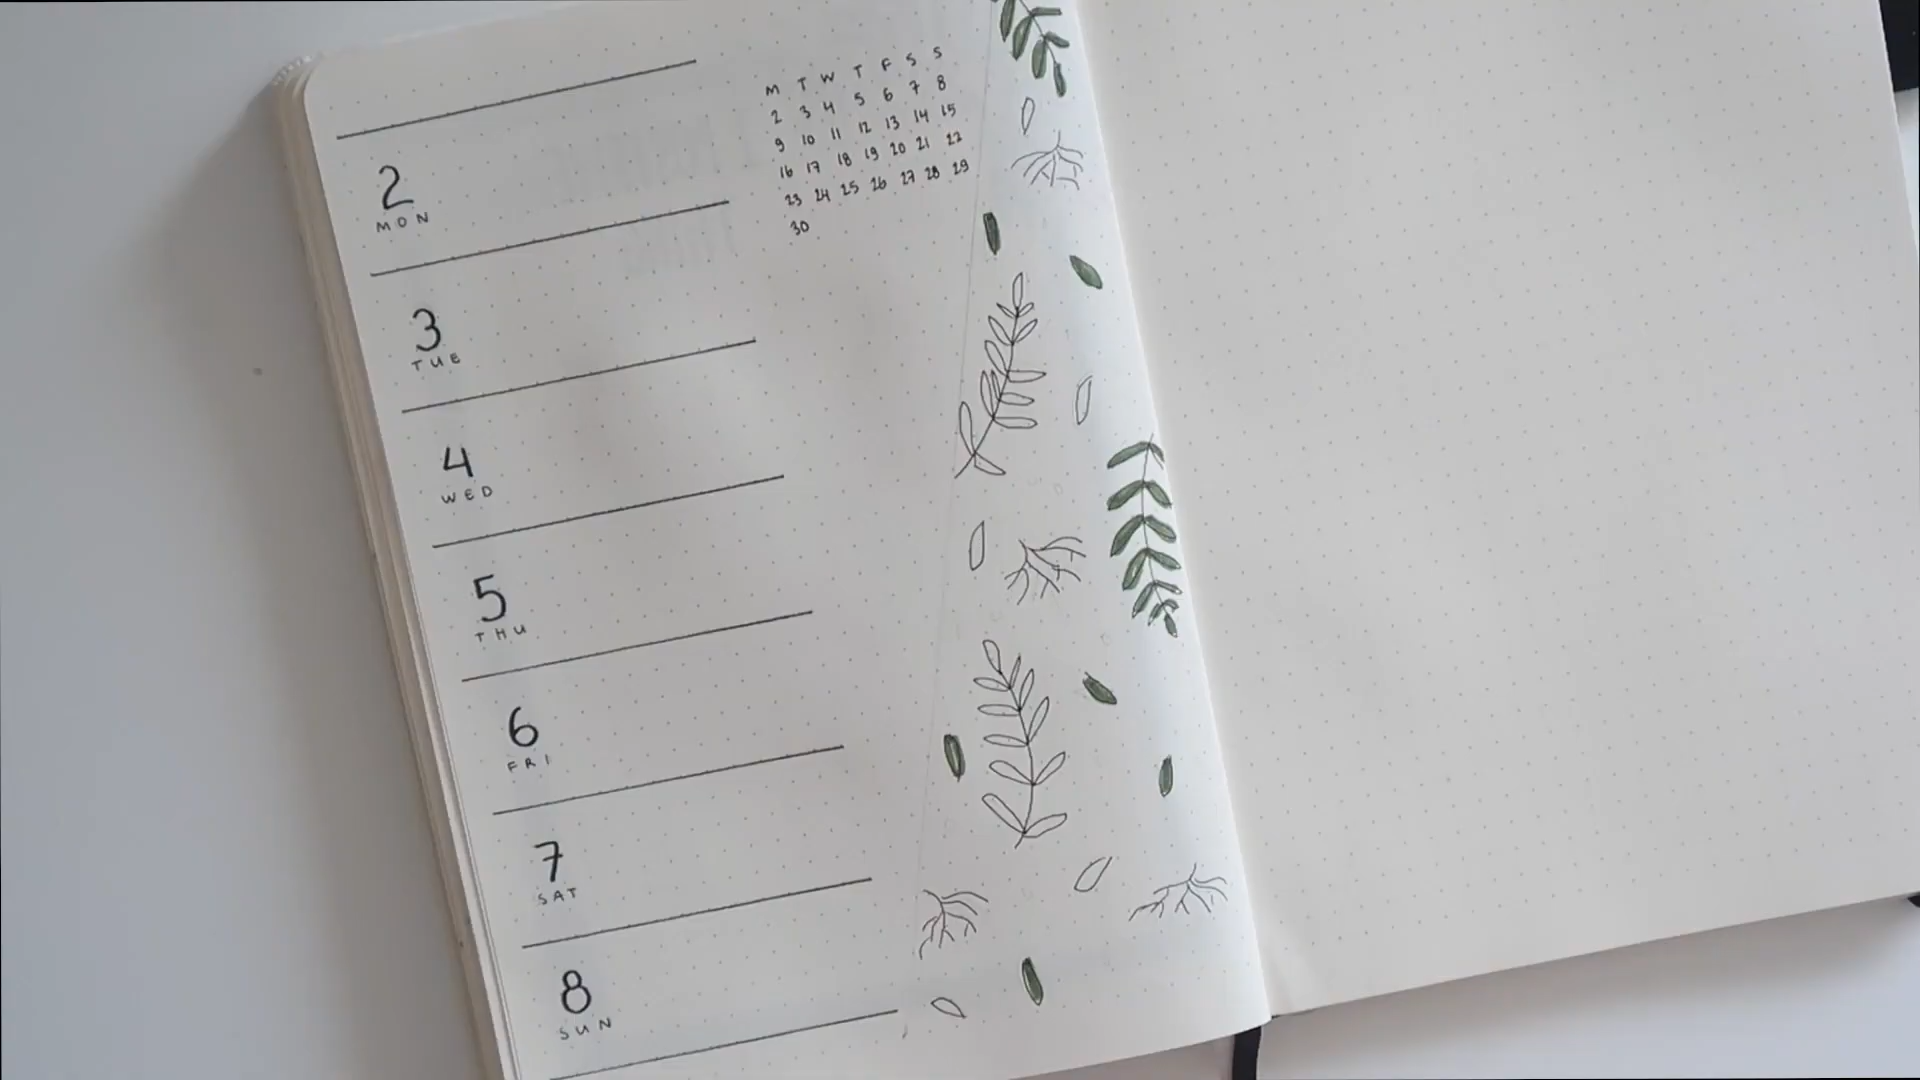 M T W T F S S
2 3 4 5 6 7 8
9 10 11 12 13 14 15
16 17 18 19 20 21 22
23 24 25 26 27 28 29
30
2
MON
3
TUE
4
WED
5
THU
6
FRI
7
SAT
8
SUN